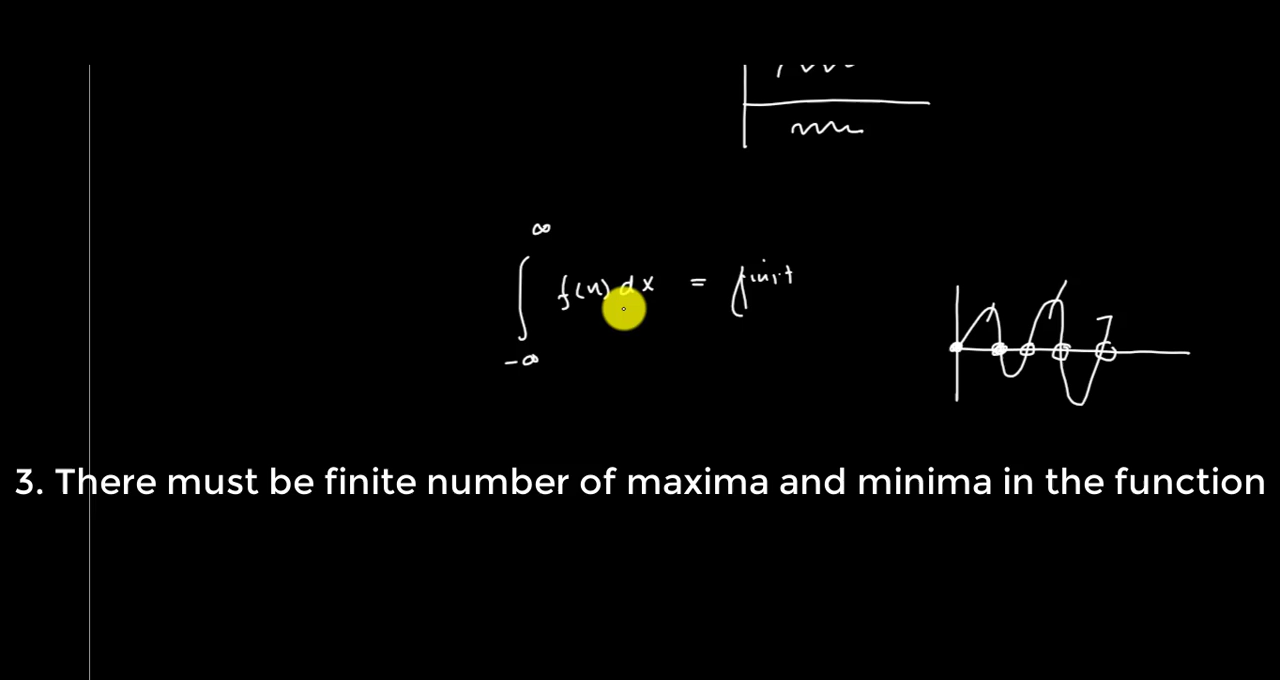 ∞
∫ f(x) dx = finit
-∞
3. There must be finite number of maxima and minima in the function